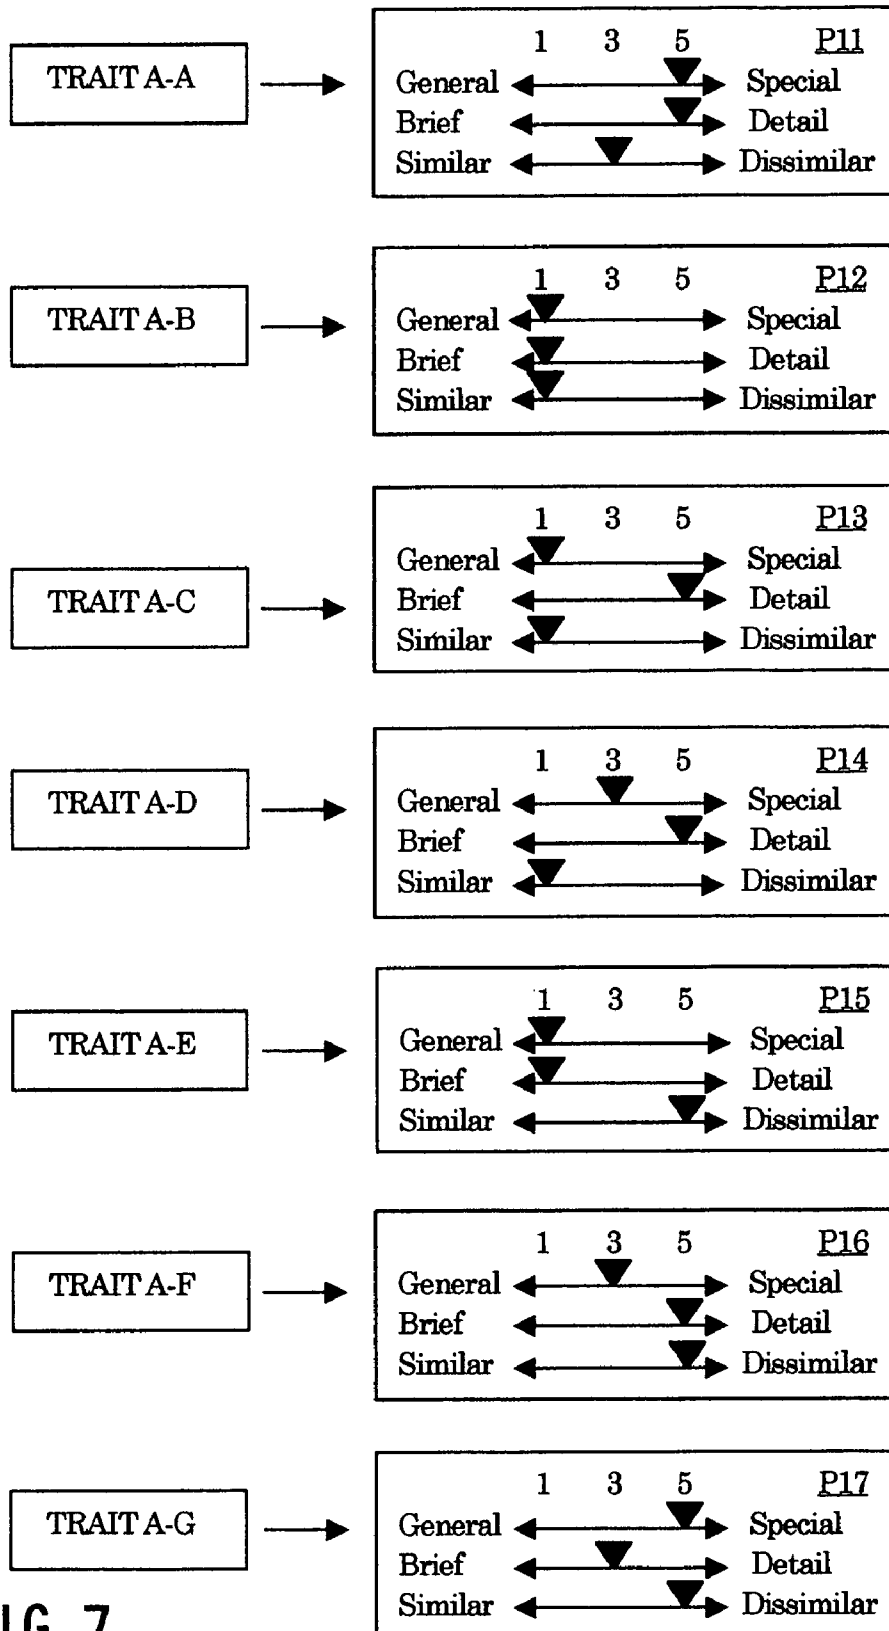 1 3 5 P11
TRAIT A-A
General Special
Brief Detail
Similar Dissimilar
1 3 5 P12
TRAIT A-B
General Special
Brief Detail
Similar Dissimilar
1 3 5 P13
General Special
TRAIT A-C
Brief Detail
Similar Dissimilar
1 3 5 P14
TRAIT A-D
General Special
Brief Detail
Similar Dissimilar
1 3 5 P15
TRAIT A-E
General Special
Brief Detail
Similar Dissimilar
1 3 5 P16
TRAIT A-F
General Special
Brief Detail
Similar Dissimilar
1 3 5 P17
TRAIT A-G
General Special
Brief Detail
Similar Dissimilar
IG. 7